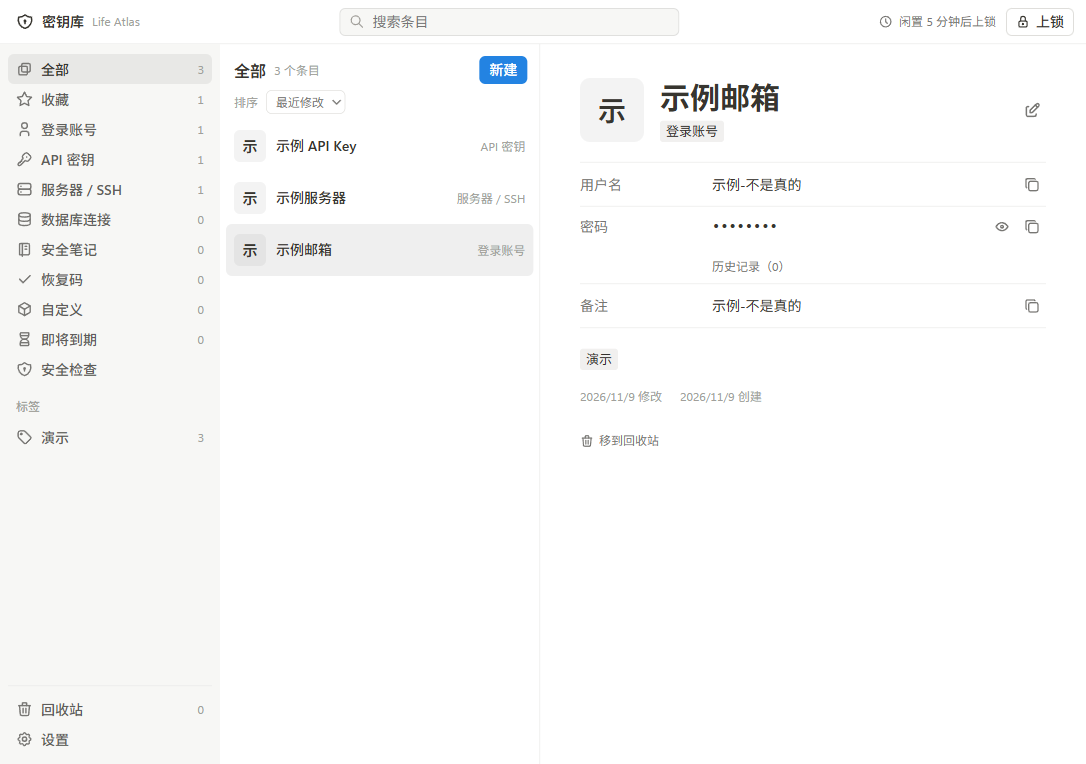 密钥库 Life Atlas
搜索条目
闲置 5 分钟后上锁
上锁
全部 3
收藏 1
登录账号 1
API 密钥 1
服务器 / SSH 1
数据库连接 0
安全笔记 0
恢复码 0
自定义 0
即将到期 0
安全检查
标签
演示 3
回收站 0
设置
全部 3 个条目
新建
排序 最近修改
示 示例 API Key API 密钥
示 示例服务器 服务器 / SSH
示 示例邮箱 登录账号
示 示例邮箱
登录账号
用户名 示例-不是真的
密码 ••••••••
历史记录（0）
备注 示例-不是真的
演示
2026/11/9 修改 2026/11/9 创建
移到回收站